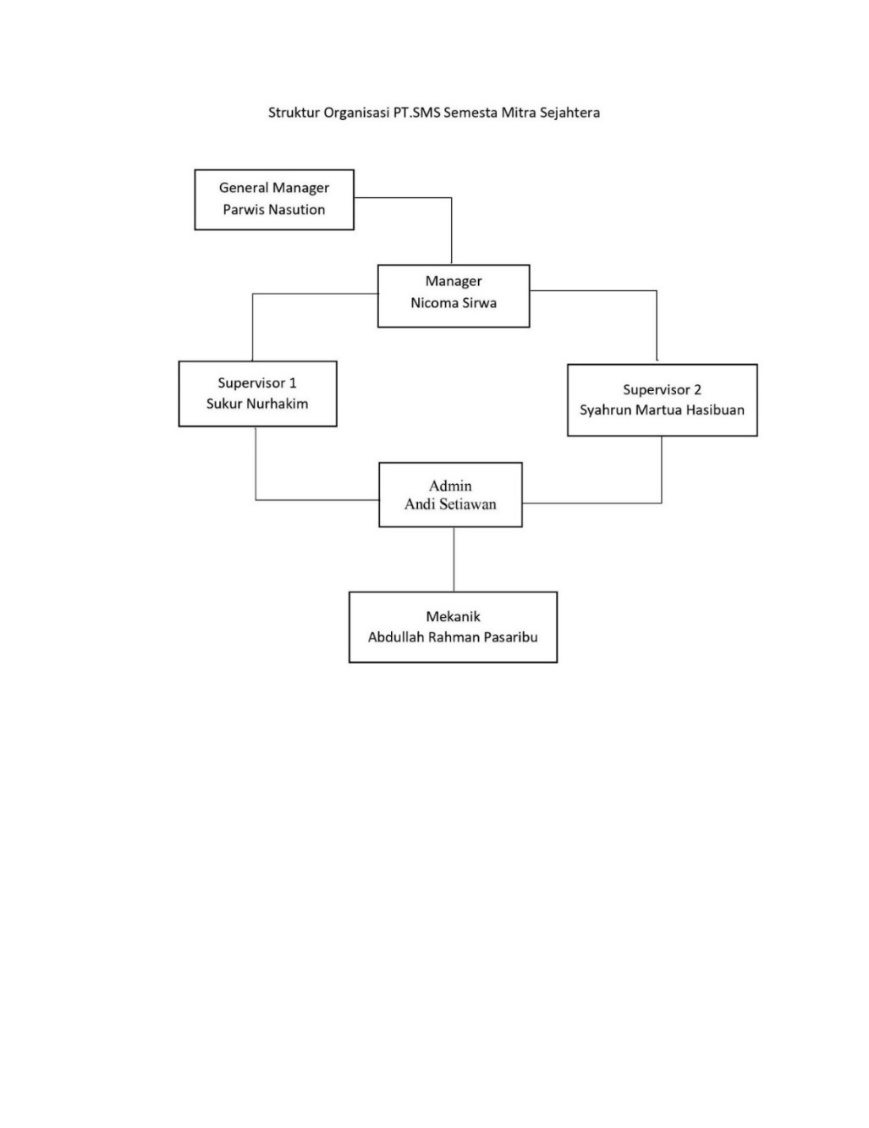 Struktur Organisasi PT.SMS Semesta Mitra Sejahtera
General Manager
Parwis Nasution
Manager
Nicoma Sirwa
Supervisor 1
Sukur Nurhakim
Supervisor 2
Syahrun Martua Hasibuan
Admin
Andi Setiawan
Mekanik
Abdullah Rahman Pasaribu